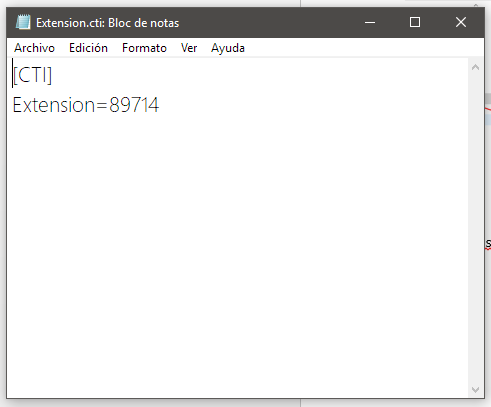 Extension.cti: Bloc de notas
Archivo Edición Formato Ver Ayuda
[CTI]
Extension=89714
s